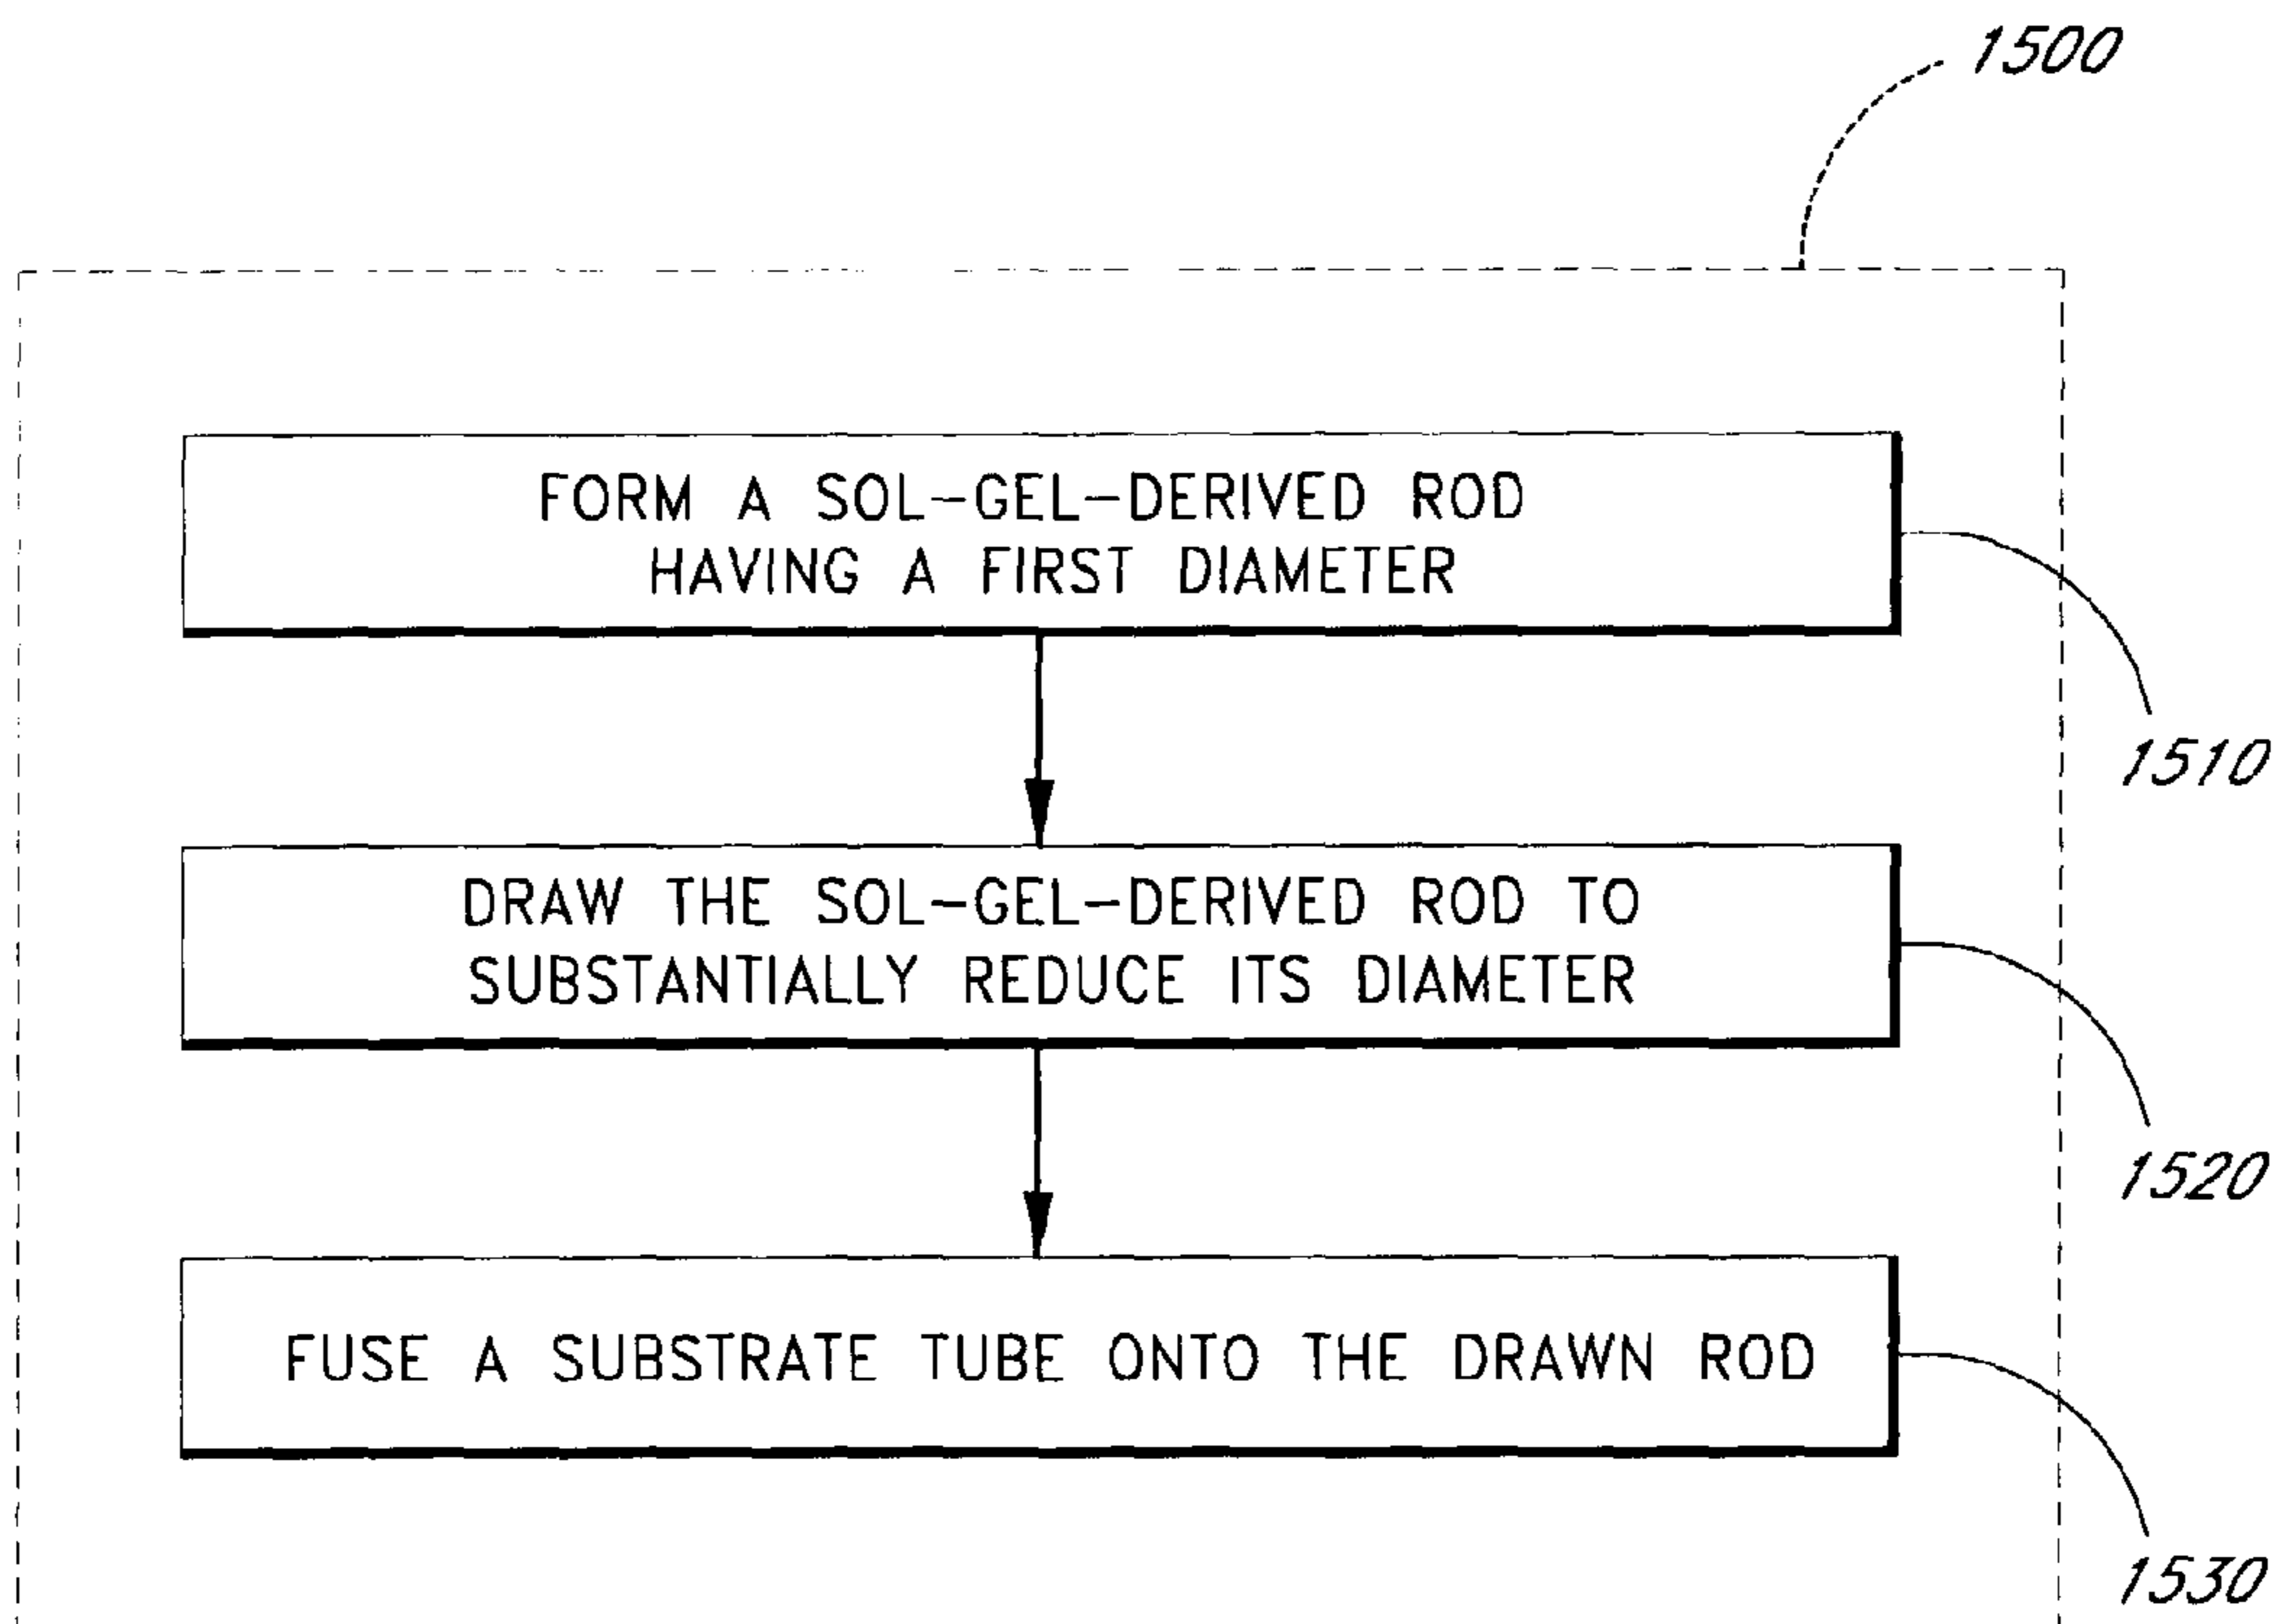 1500
FORM A SOL-GEL-DERIVED ROD
HAVING A FIRST DIAMETER
1510
DRAW THE SOL-GEL-DERIVED ROD TO
SUBSTANTIALLY REDUCE ITS DIAMETER
1520
FUSE A SUBSTRATE TUBE ONTO THE DRAWN ROD
1530